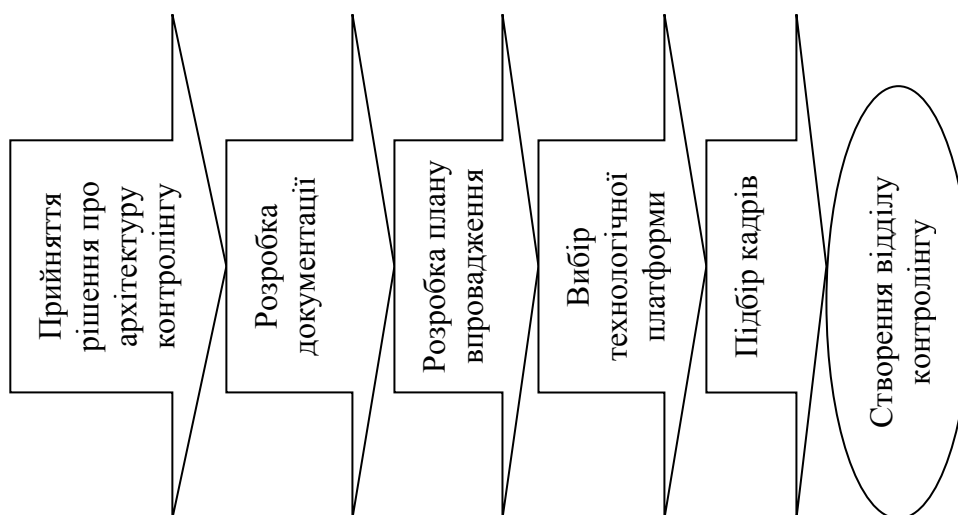 Прийняття
рішення про
архітектуру
контролінгу
Розробка
документації
Розробка плану
впровадження
Вибір
технологічної
платформи
Підбір кадрів
Створення відділу
контролінгу